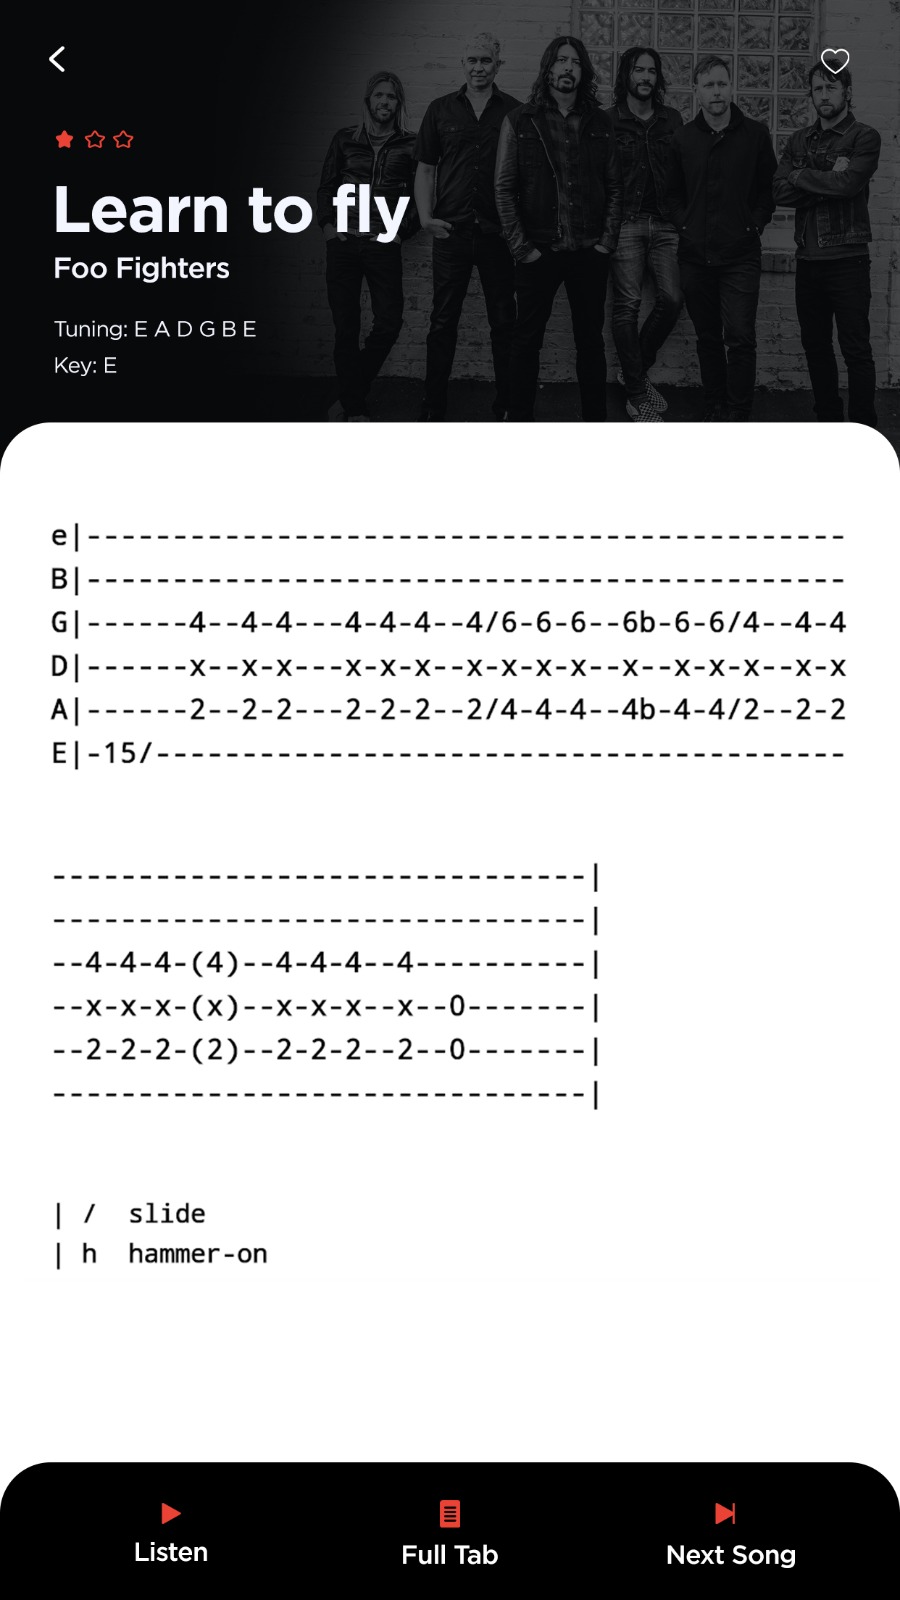 Learn to fly
Foo Fighters
Tuning: E A D G B E
Key: E
e|--------------------------------------------
B|--------------------------------------------
G|------4--4-4---4-4-4--4/6-6-6--6b-6-6/4--4-4
D|------x--x-x---x-x-x--x-x-x-x--x--x-x-x--x-x
A|------2--2-2---2-2-2--2/4-4-4--4b-4-4/2--2-2
E|-15/----------------------------------------
-------------------------------|
-------------------------------|
--4-4-4-(4)--4-4-4--4----------|
--x-x-x-(x)--x-x-x--x--0-------|
--2-2-2-(2)--2-2-2--2--0-------|
-------------------------------|
| / slide
| h hammer-on
Listen
Full Tab
Next Song